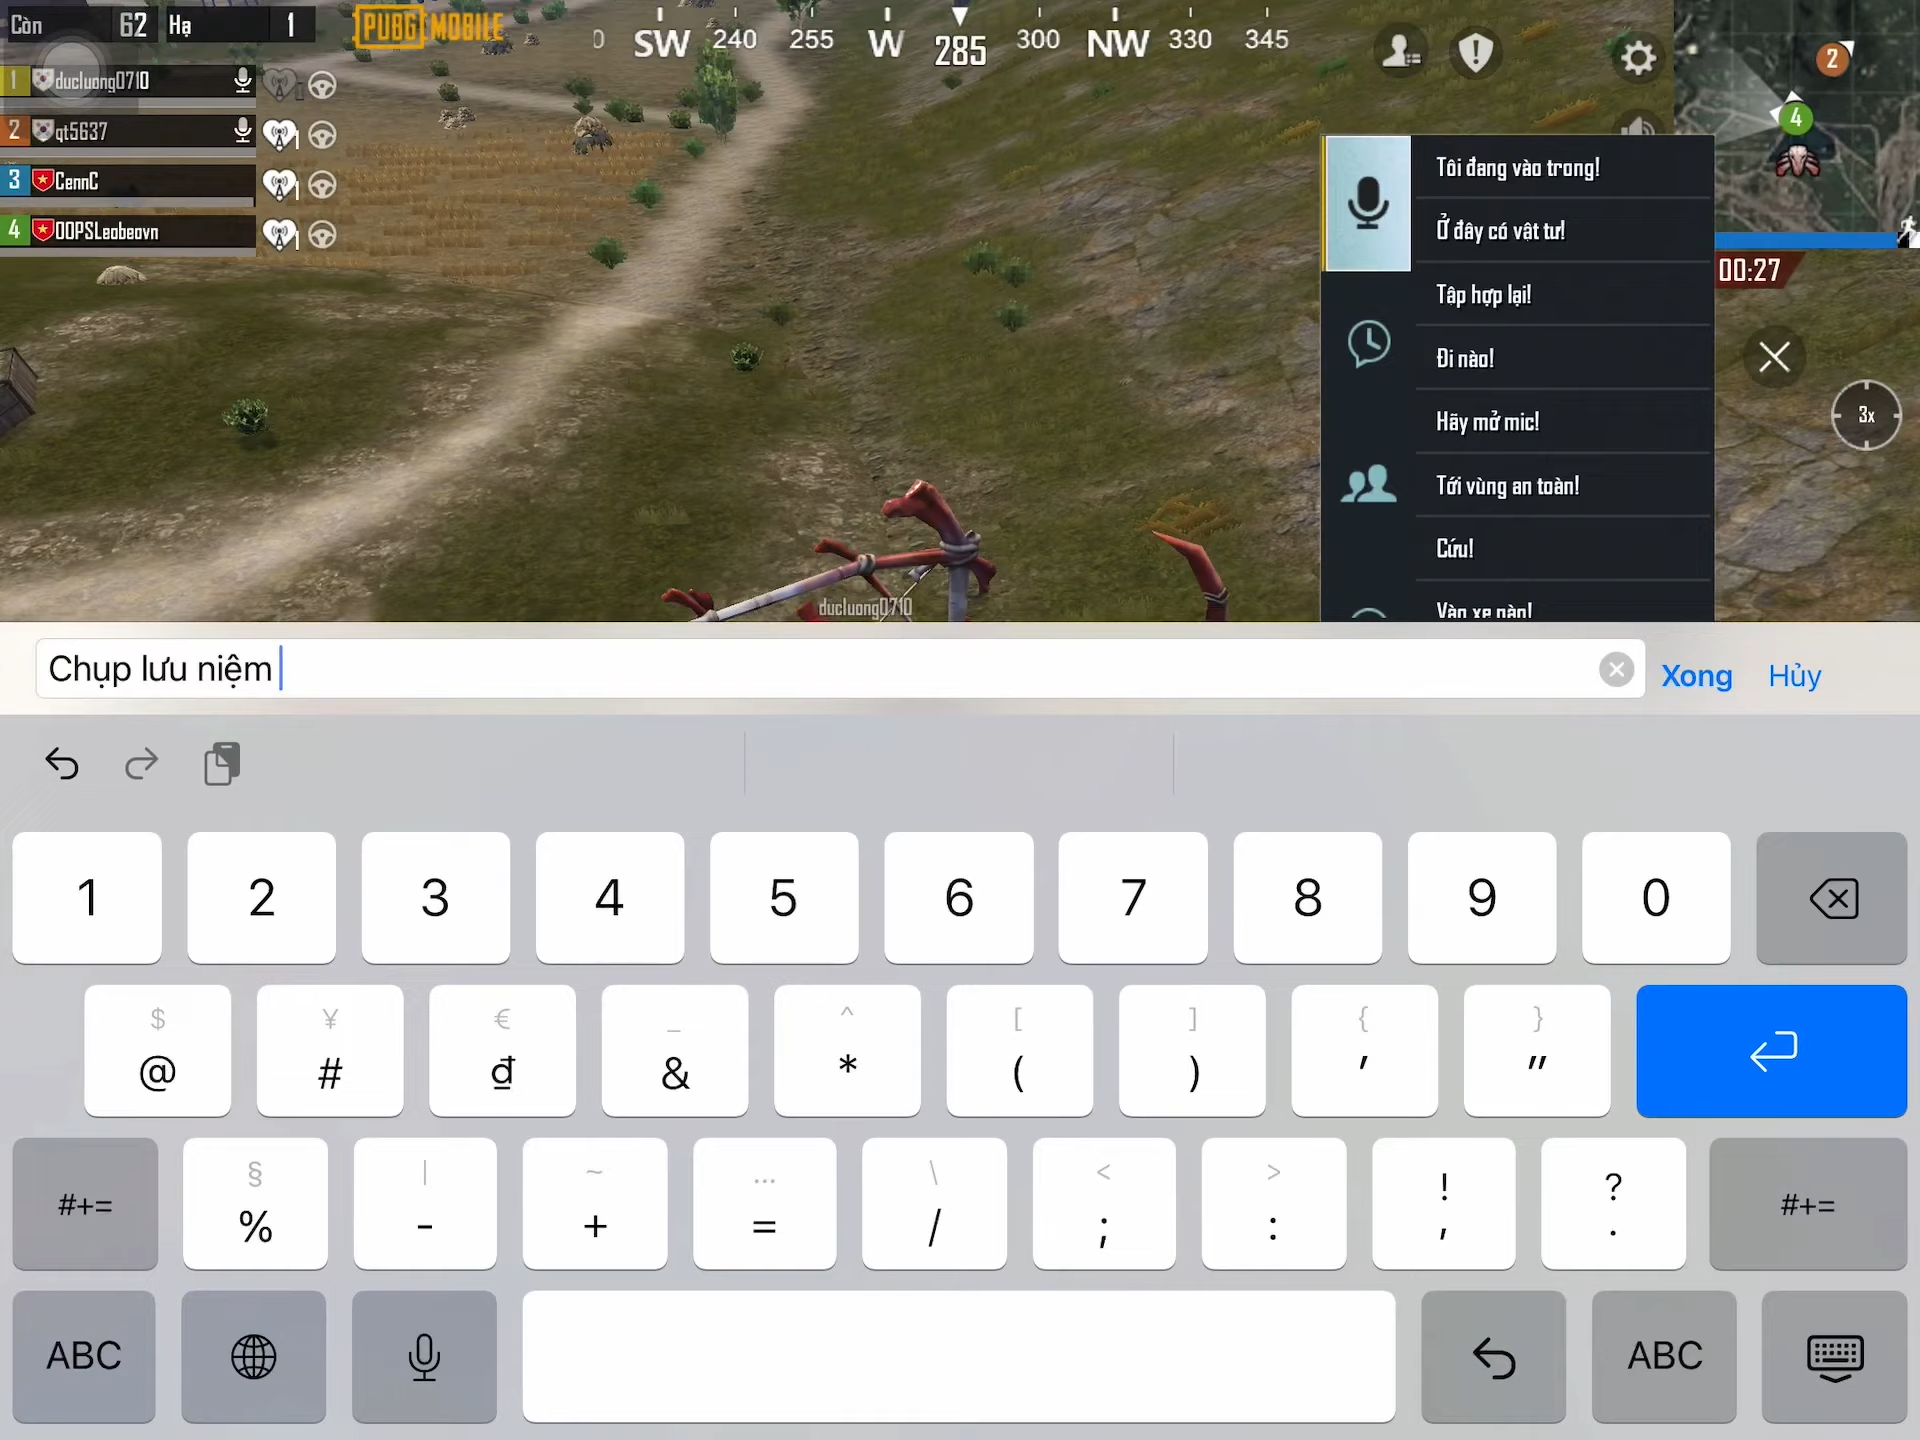 Còn 62 Hạ 1
PUBG MOBILE
SW 240 255 W 285 300 NW 330 345
1 ducluong0710
2 qt5637
3 CennC
4 OOPSLeobeovn
2
4
00:27
3x
Tôi đang vào trong!
Ở đây có vật tư!
Tập hợp lại!
Đi nào!
Hãy mở mic!
Tới vùng an toàn!
Cứu!
Vào xe nào!
ducluong0710
Chụp lưu niệm
Xong Hủy
1 2 3 4 5 6 7 8 9 0
$ ¥ € _ ^ [ ] { }
@ # đ & * ( ) ' "
§ | ~ … \ < > ! ?
#+= % - + = / ; : , . #+=
ABC ABC